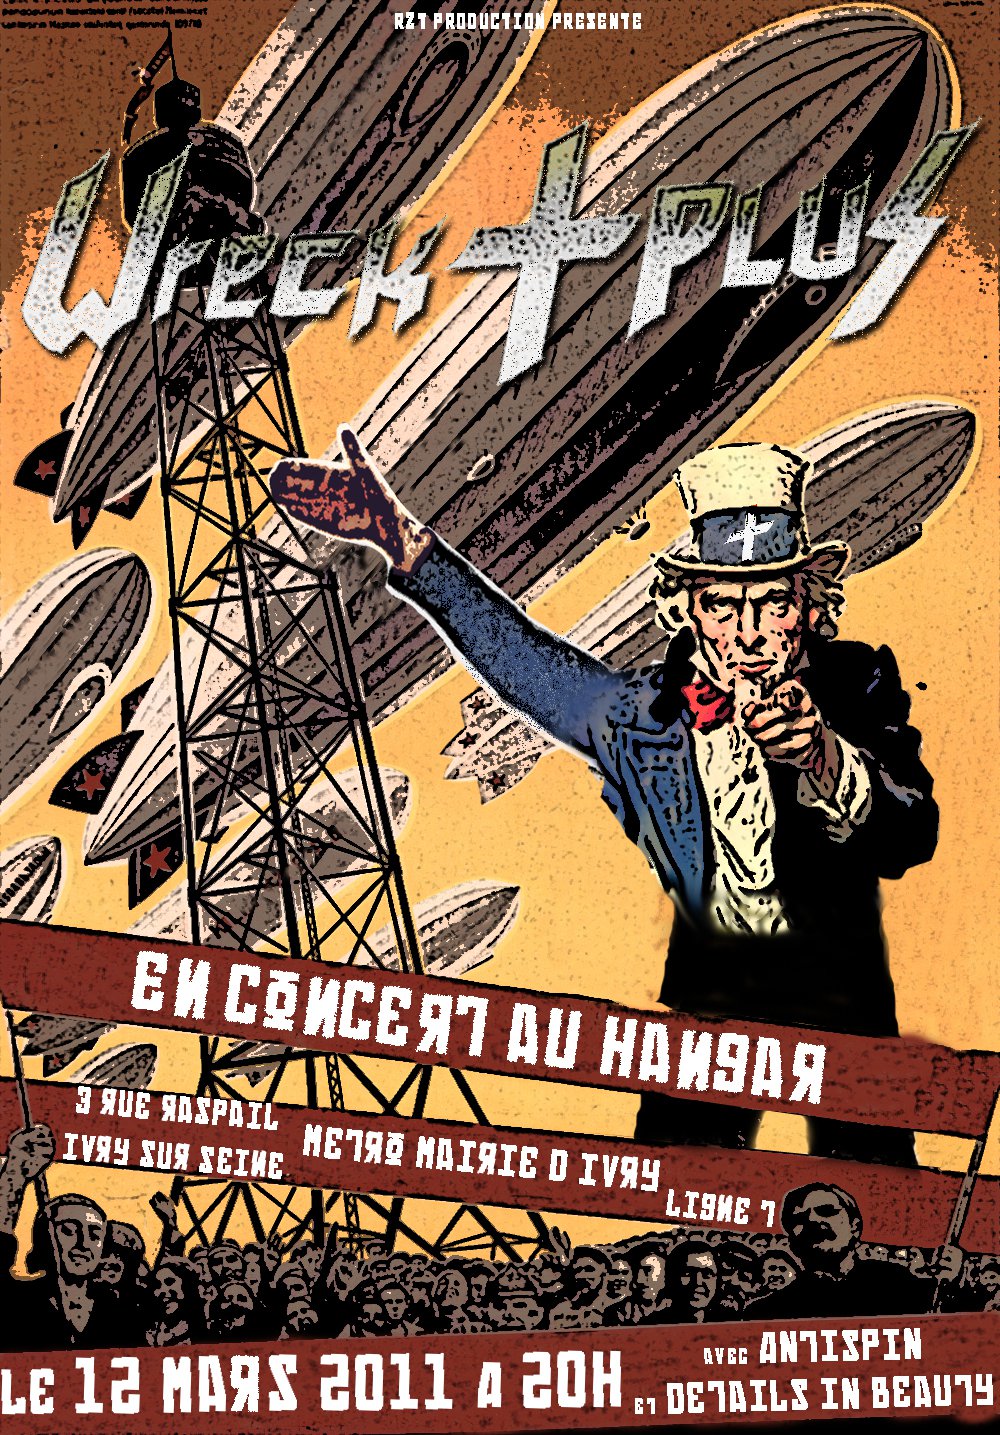 RZT PRODUCTION PRESENTE
Wreck + Plus
EN CONCERT AU HANGAR
3 RUE RASPAIL
IVRY SUR SEINE
METRO MAIRIE D IVRY
LIGNE 7
LE 12 MARS 2011 A 20H
AVEC ANTISPIN
ET DETAILS IN BEAUTY